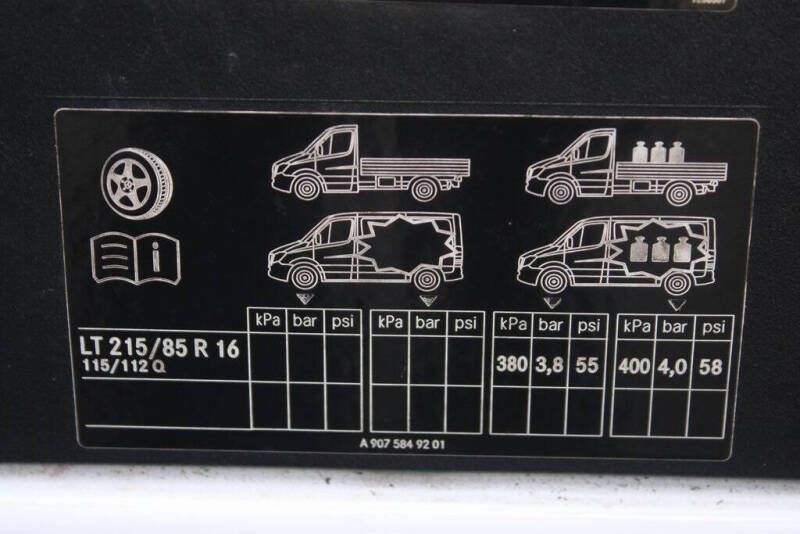 kPa bar psi kPa bar psi kPa bar psi kPa bar psi
LT 215/85 R 16 380 3,8 55 400 4,0 58
115/112 Q
A 907 584 92 01